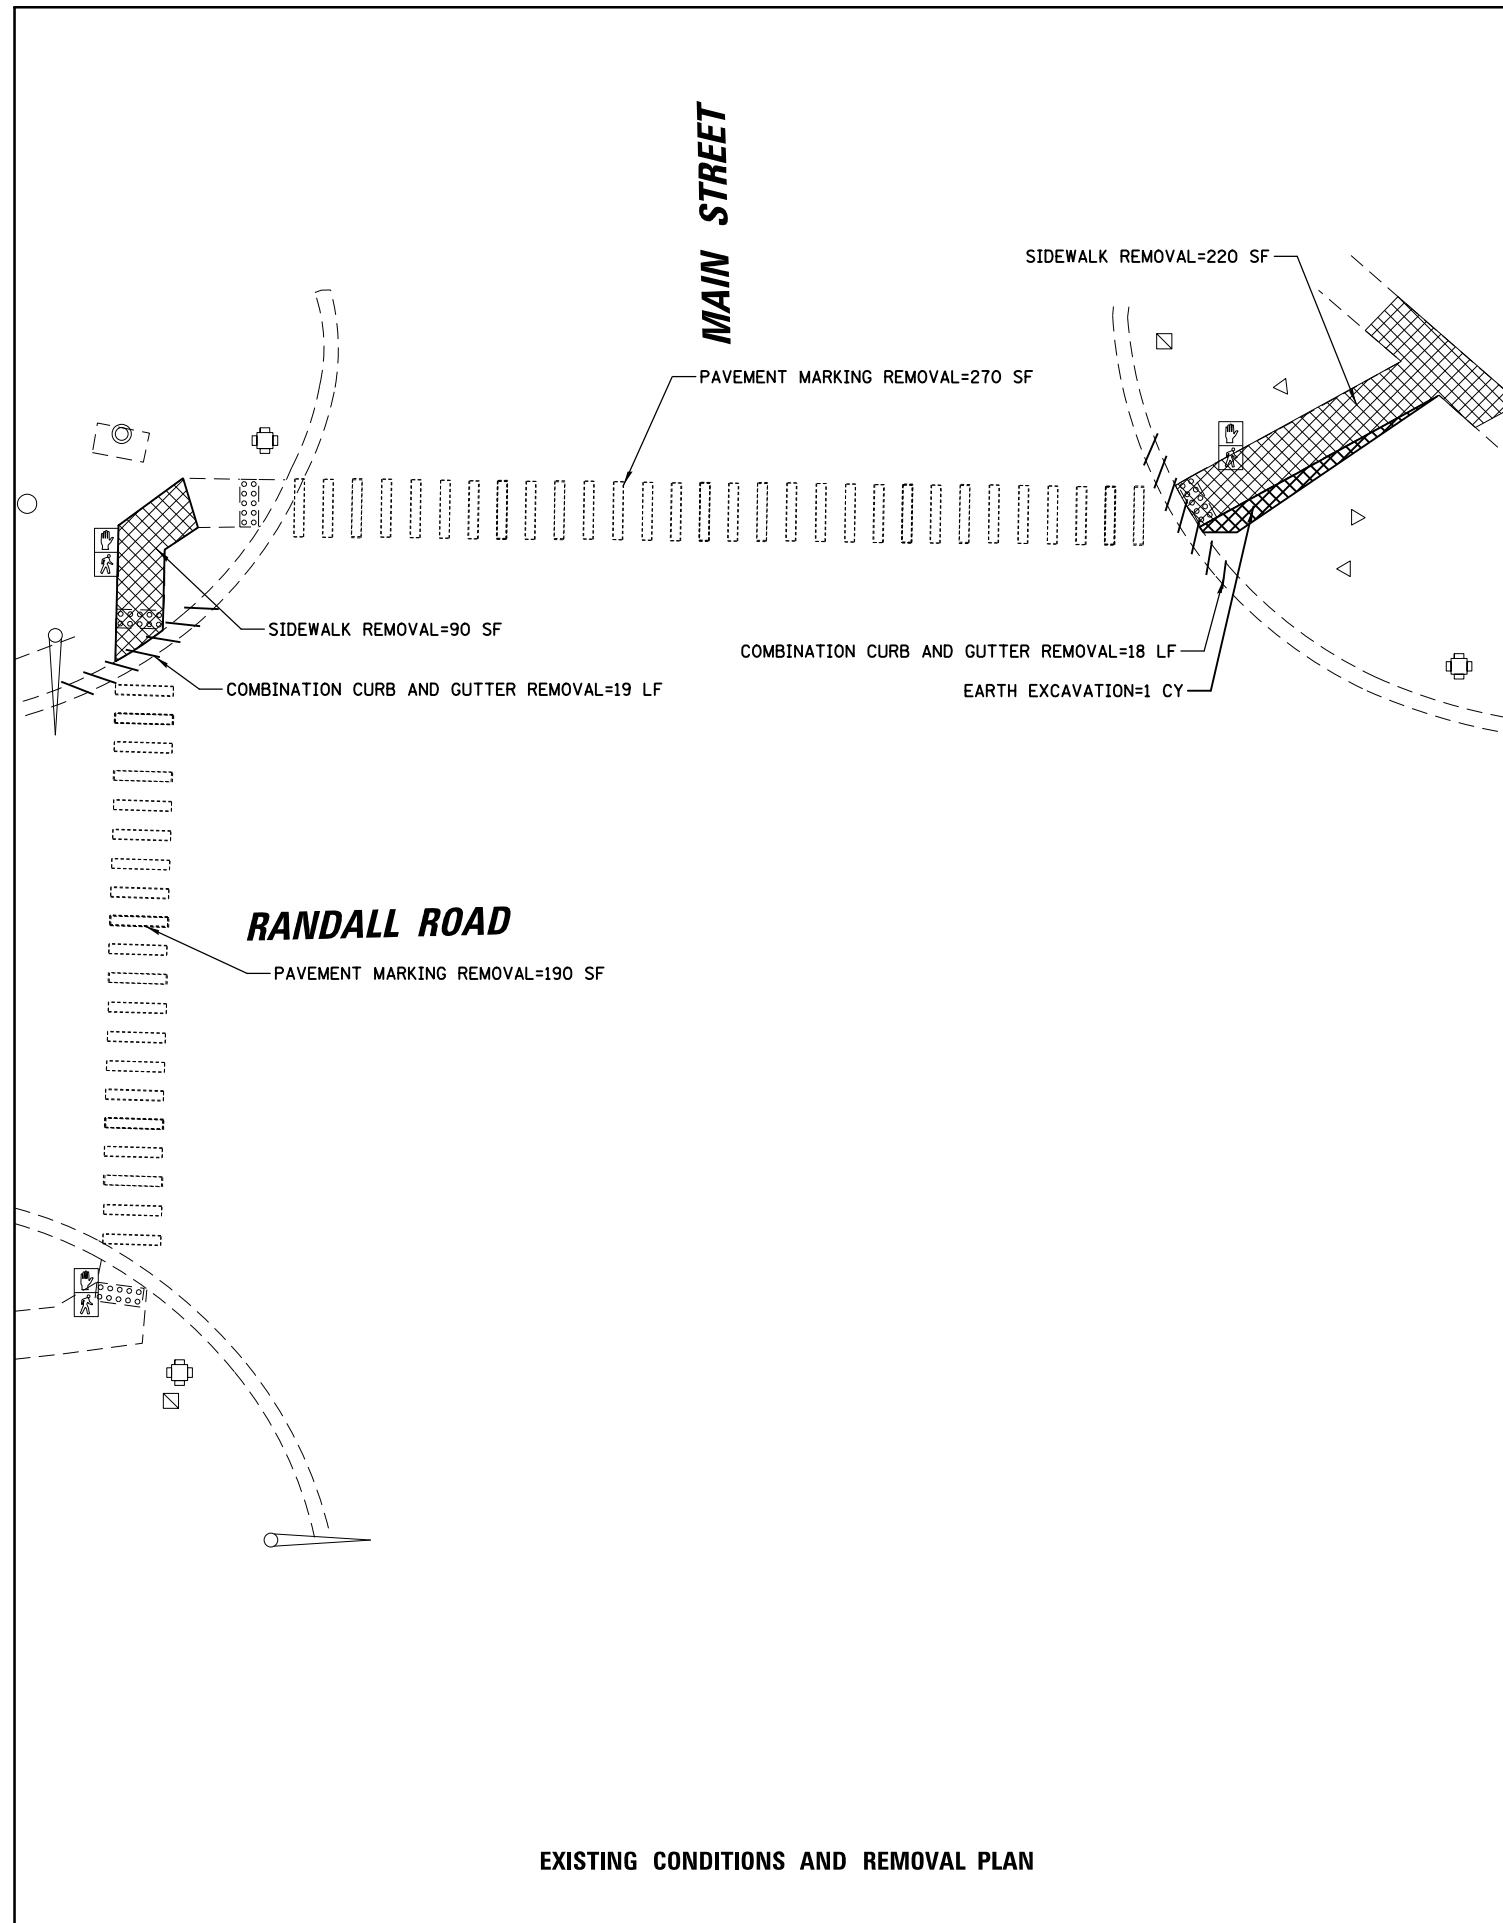 MAIN STREET
SIDEWALK REMOVAL=220 SF
PAVEMENT MARKING REMOVAL=270 SF
SIDEWALK REMOVAL=90 SF
COMBINATION CURB AND GUTTER REMOVAL=18 LF
COMBINATION CURB AND GUTTER REMOVAL=19 LF
EARTH EXCAVATION=1 CY
RANDALL ROAD
PAVEMENT MARKING REMOVAL=190 SF
EXISTING CONDITIONS AND REMOVAL PLAN